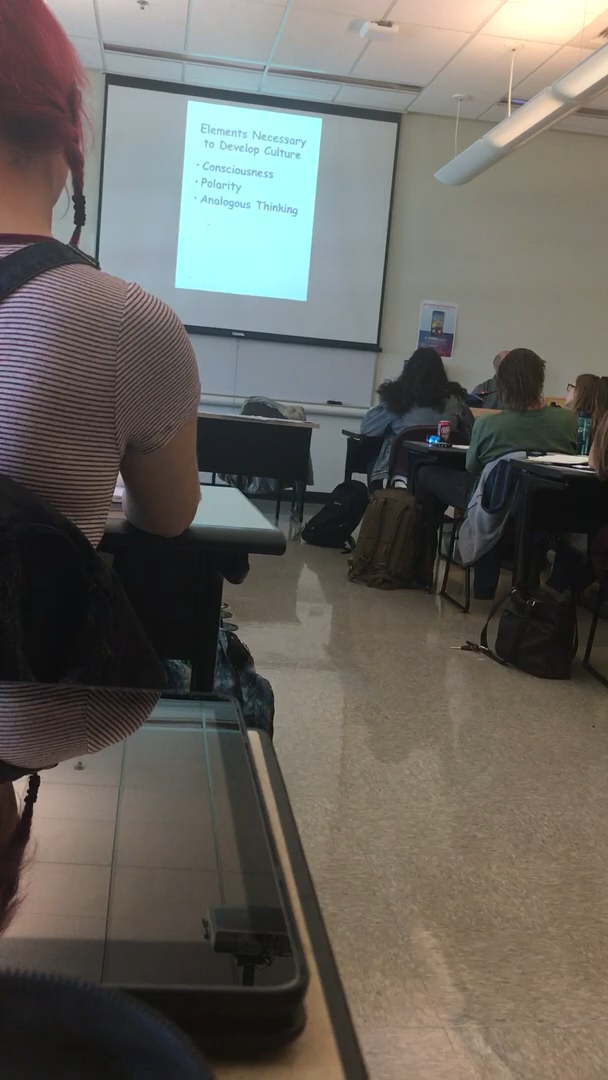 Elements Necessary
to Develop Culture
• Consciousness
• Polarity
• Analogous Thinking